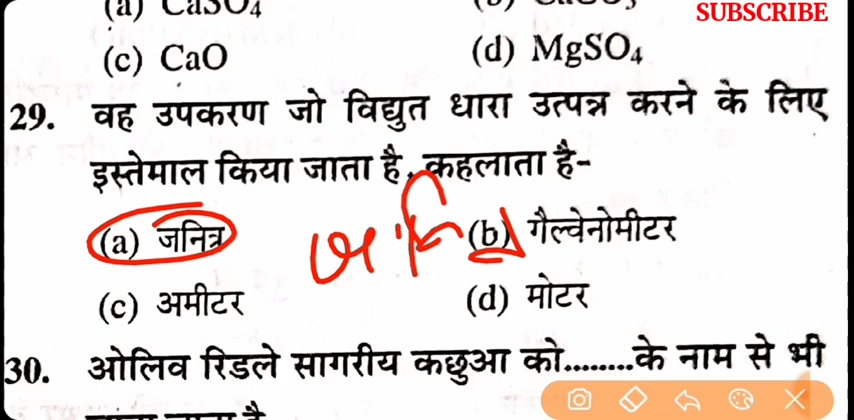 SUBSCRIBE
(a) CaSO₄
(c) CaO (d) MgSO₄
29. वह उपकरण जो विद्युत धारा उत्पन्न करने के लिए
इस्तेमाल किया जाता है, कहलाता है-
(a) जनित्र (b) गैल्वेनोमीटर
(c) अमीटर (d) मोटर
30. ओलिव रिडले सागरीय कछुआ को........के नाम से भी